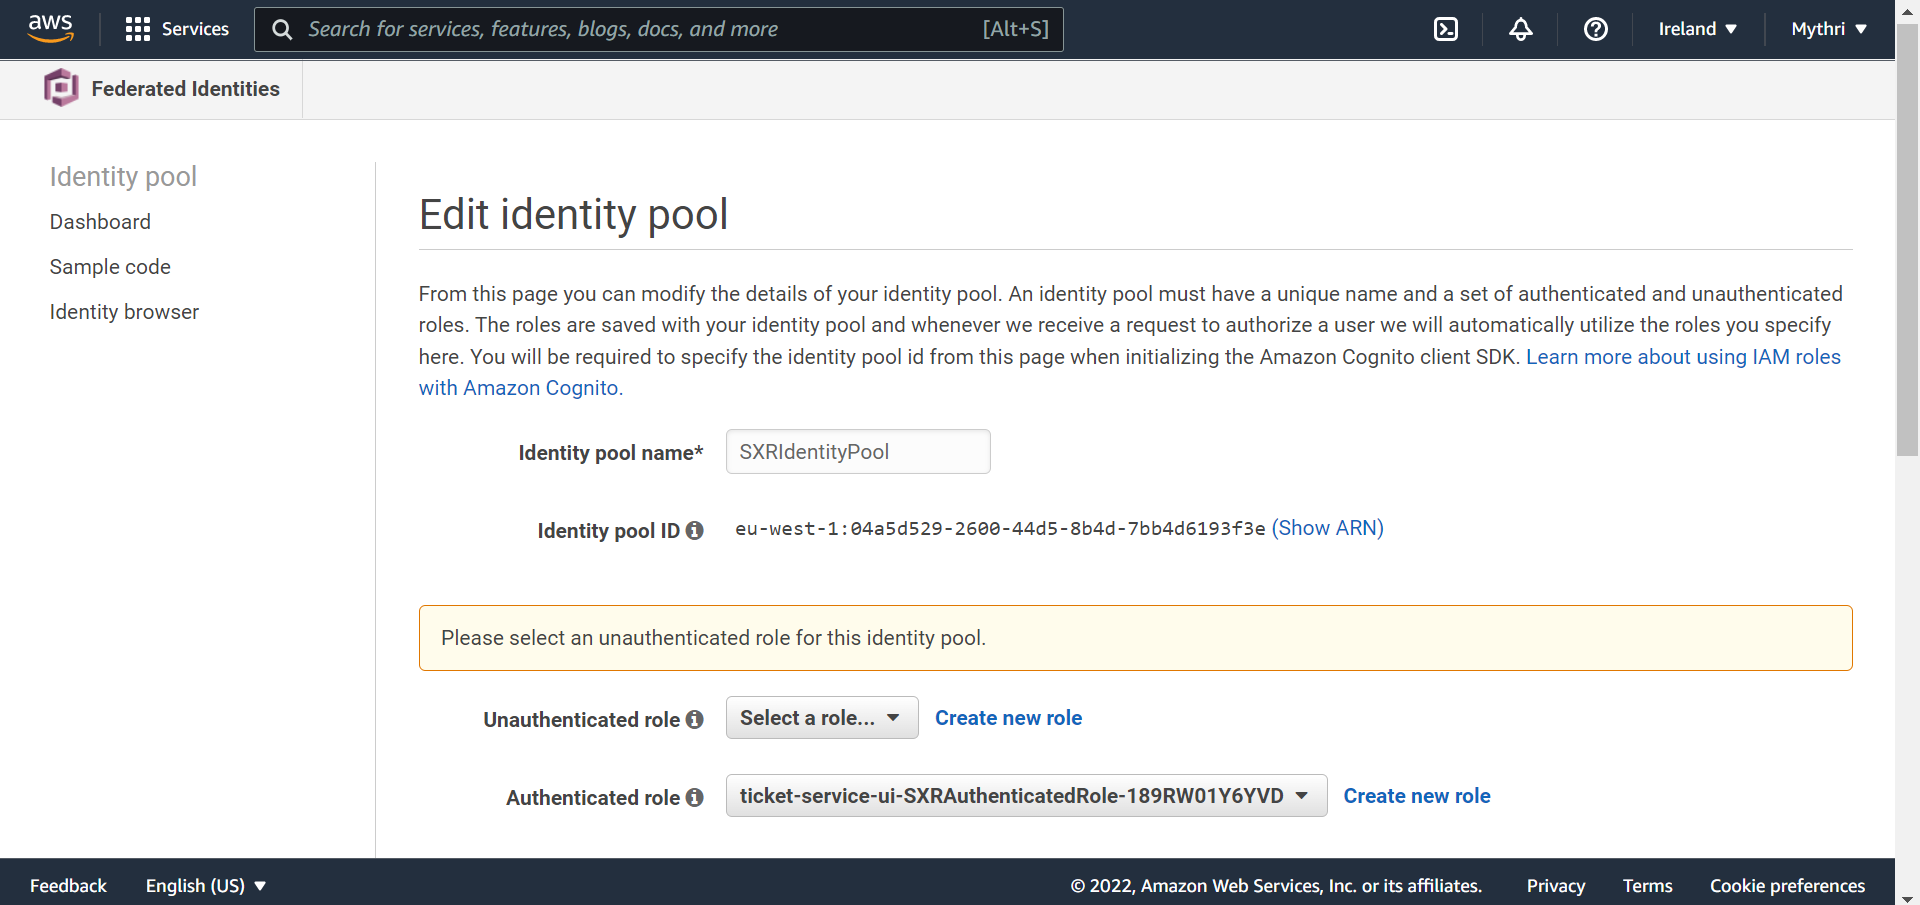 aws
Services
Search for services, features, blogs, docs, and more
[Alt+S]
Ireland
Mythri
Federated Identities
Identity pool
Dashboard
Sample code
Identity browser
Edit identity pool
From this page you can modify the details of your identity pool. An identity pool must have a unique name and a set of authenticated and unauthenticated
roles. The roles are saved with your identity pool and whenever we receive a request to authorize a user we will automatically utilize the roles you specify
here. You will be required to specify the identity pool id from this page when initializing the Amazon Cognito client SDK. Learn more about using IAM roles
with Amazon Cognito.
Identity pool name* SXRIdentityPool
Identity pool ID eu-west-1:04a5d529-2600-44d5-8b4d-7bb4d6193f3e (Show ARN)
Please select an unauthenticated role for this identity pool.
Unauthenticated role Select a role... Create new role
Authenticated role ticket-service-ui-SXRAuthenticatedRole-189RW01Y6YVD Create new role
Feedback English (US) © 2022, Amazon Web Services, Inc. or its affiliates. Privacy Terms Cookie preferences